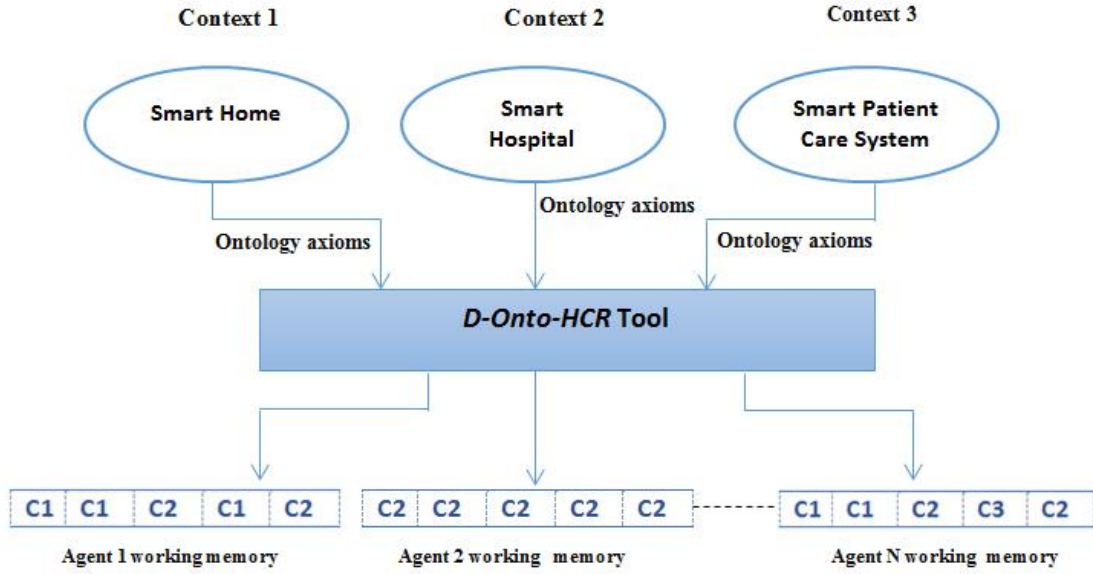 Context 1
Context 2
Context 3
Smart Home
Smart
Hospital
Smart Patient
Care System
Ontology axioms
Ontology axioms
Ontology axioms
D-Onto-HCR Tool
C1 C1 C2 C1 C2
C2 C2 C2 C2 C2
C1 C1 C2 C3 C2
Agent 1 working memory
Agent 2 working memory
Agent N working memory